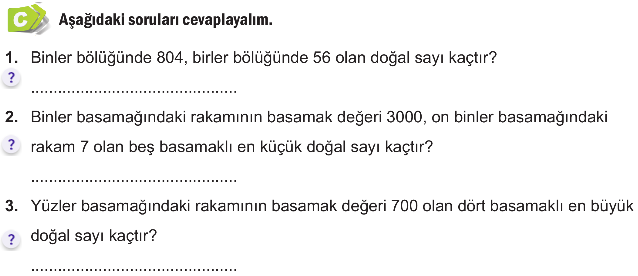 C Aşağıdaki soruları cevaplayalım.
1. Binler bölüğünde 804, birler bölüğünde 56 olan doğal sayı kaçtır?
?
..............................................
2. Binler basamağındaki rakamının basamak değeri 3000, on binler basamağındaki
? rakam 7 olan beş basamaklı en küçük doğal sayı kaçtır?
..............................................
3. Yüzler basamağındaki rakamının basamak değeri 700 olan dört basamaklı en büyük
? doğal sayı kaçtır?
..............................................